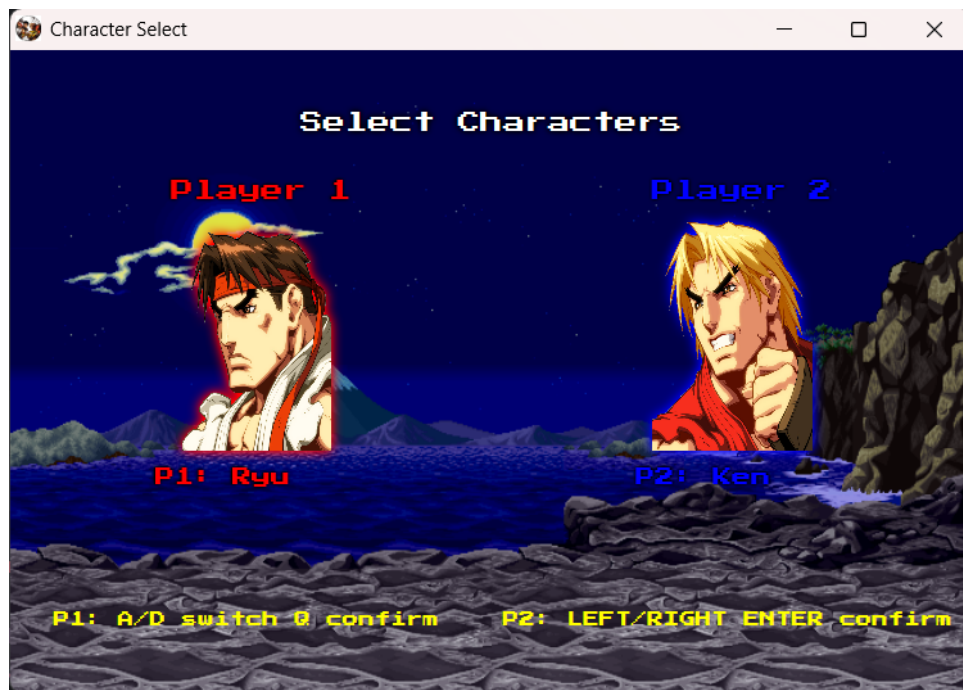 Character Select
Select Characters
Player 1
Player 2
P1: Ryu
P2: Ken
P1: A/D switch Q confirm
P2: LEFT/RIGHT ENTER confirm